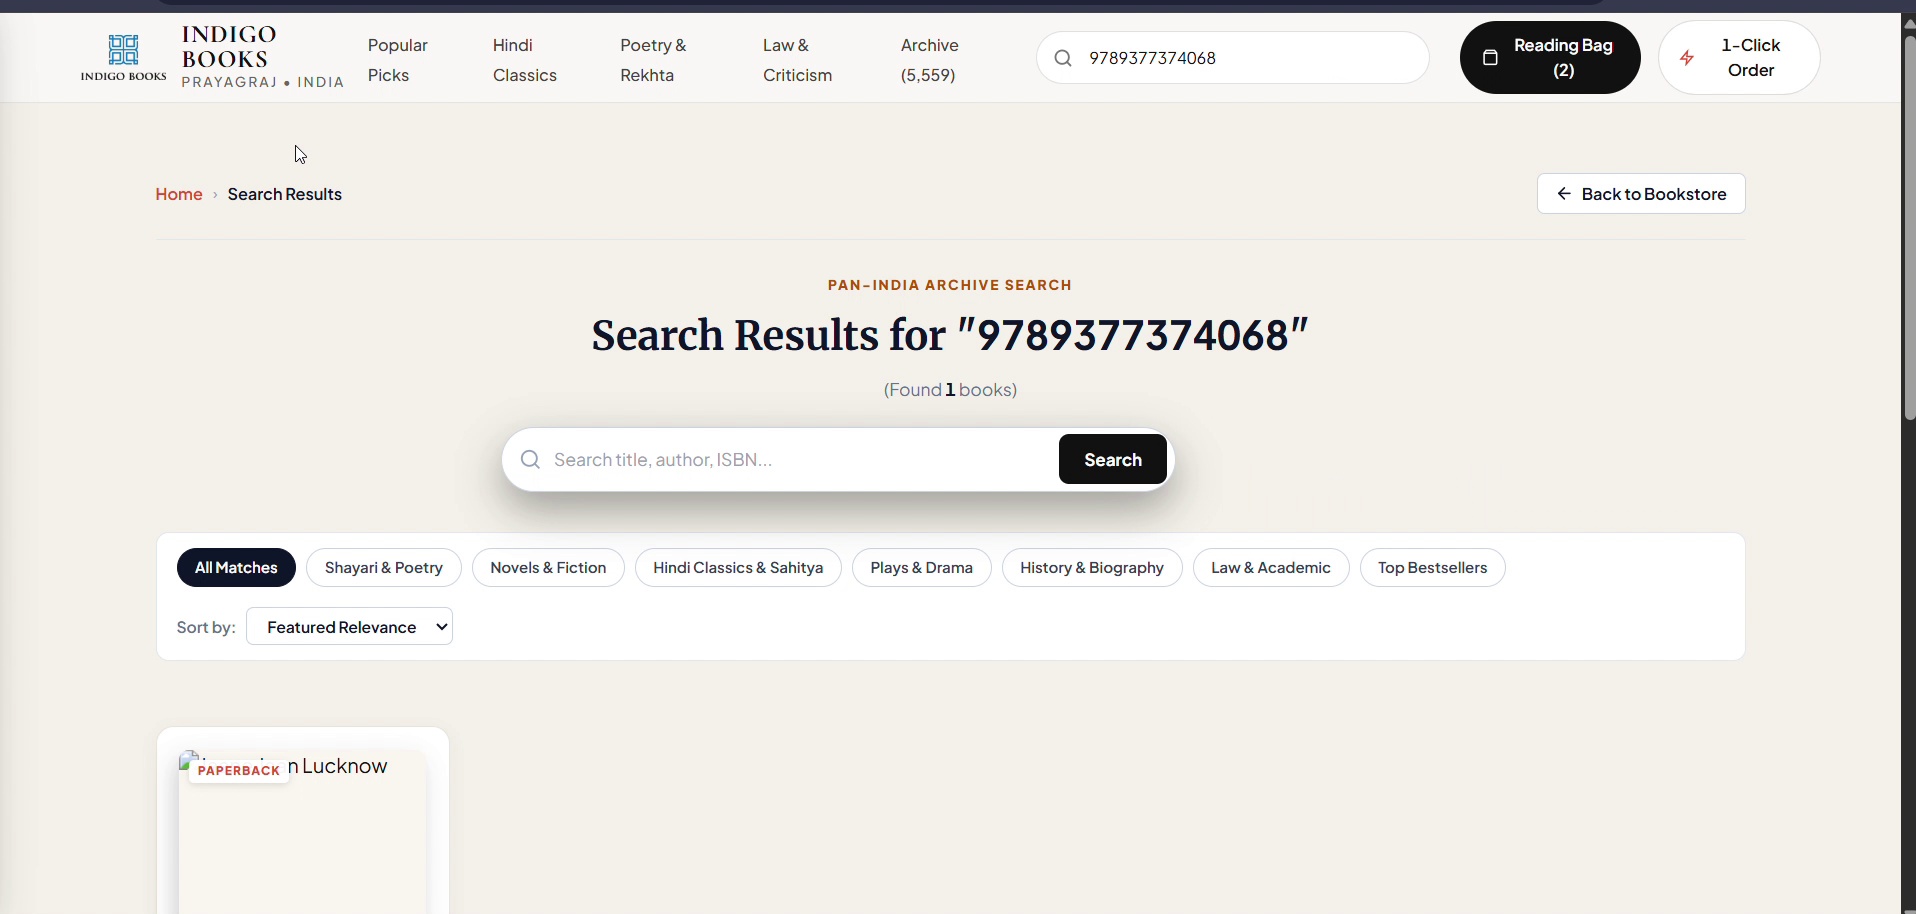 INDIGO BOOKS
INDIGO
BOOKS
PRAYAGRAJ • INDIA
Popular
Picks
Hindi
Classics
Poetry &
Rekhta
Law &
Criticism
Archive
(5,559)
9789377374068
Reading Bag
(2)
1-Click
Order
Home › Search Results
Back to Bookstore
PAN-INDIA ARCHIVE SEARCH
Search Results for "9789377374068"
(Found 1 books)
Search title, author, ISBN...
Search
All Matches
Shayari & Poetry
Novels & Fiction
Hindi Classics & Sahitya
Plays & Drama
History & Biography
Law & Academic
Top Bestsellers
Sort by:
Featured Relevance
PAPERBACK
Lucknow